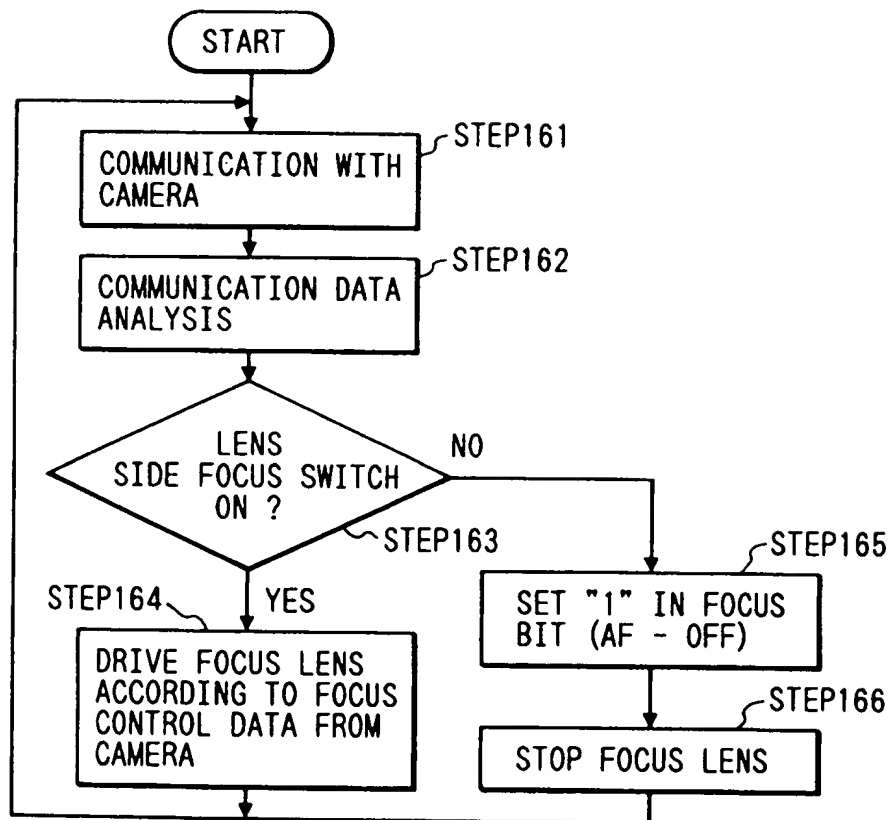 START
STEP161
COMMUNICATION WITH
CAMERA
STEP162
COMMUNICATION DATA
ANALYSIS
LENS
SIDE FOCUS SWITCH
ON ?
NO
STEP163
STEP165
SET "1" IN FOCUS
BIT (AF - OFF)
STEP164
YES
DRIVE FOCUS LENS
ACCORDING TO FOCUS
CONTROL DATA FROM
CAMERA
STEP166
STOP FOCUS LENS